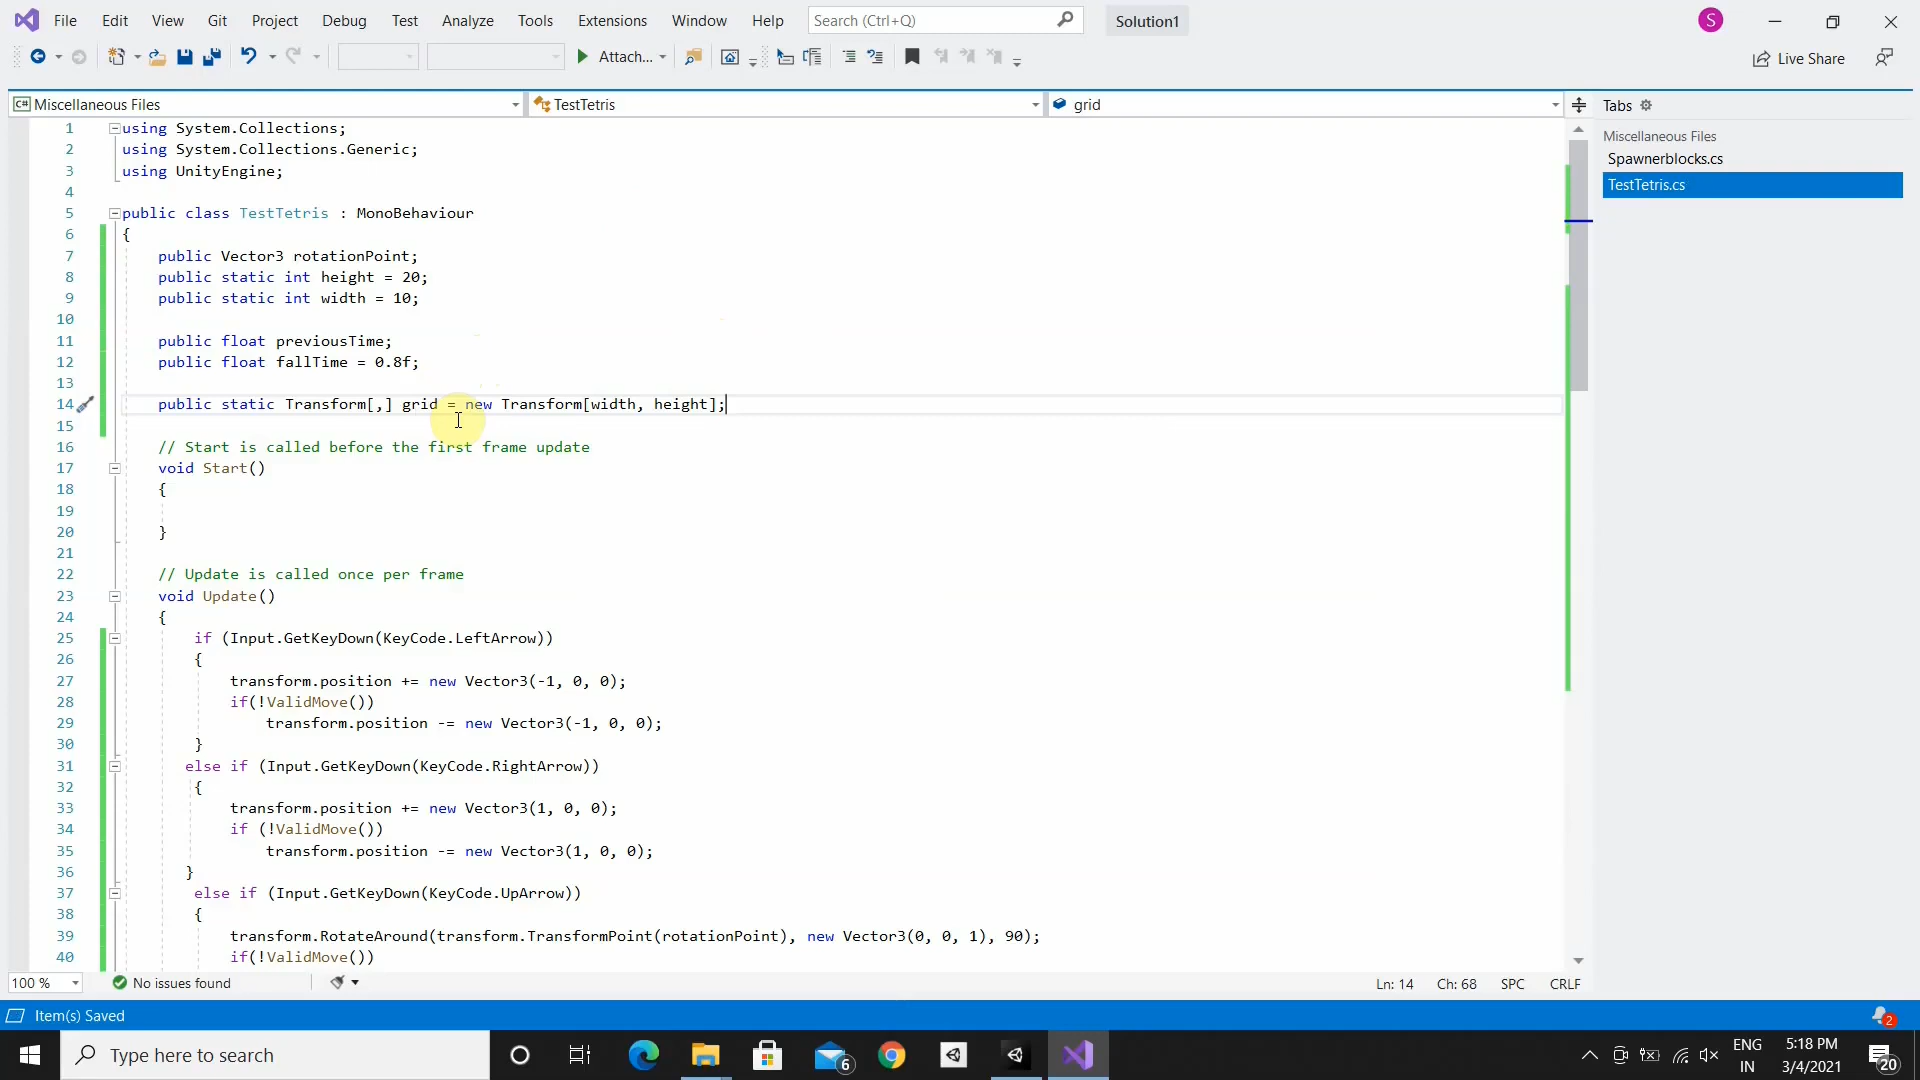 File Edit View Git Project Debug Test Analyze Tools Extensions Window Help Search (Ctrl+Q) Solution1 S
Attach... Live Share
C# Miscellaneous Files TestTetris grid Tabs
Miscellaneous Files
Spawnerblocks.cs
TestTetris.cs
1 using System.Collections;
2 using System.Collections.Generic;
3 using UnityEngine;
4
5 public class TestTetris : MonoBehaviour
6 {
7 public Vector3 rotationPoint;
8 public static int height = 20;
9 public static int width = 10;
10
11 public float previousTime;
12 public float fallTime = 0.8f;
13
14 public static Transform[,] grid = new Transform[width, height];
15
16 // Start is called before the first frame update
17 void Start()
18 {
19
20 }
21
22 // Update is called once per frame
23 void Update()
24 {
25 if (Input.GetKeyDown(KeyCode.LeftArrow))
26 {
27 transform.position += new Vector3(-1, 0, 0);
28 if(!ValidMove())
29 transform.position -= new Vector3(-1, 0, 0);
30 }
31 else if (Input.GetKeyDown(KeyCode.RightArrow))
32 {
33 transform.position += new Vector3(1, 0, 0);
34 if (!ValidMove())
35 transform.position -= new Vector3(1, 0, 0);
36 }
37 else if (Input.GetKeyDown(KeyCode.UpArrow))
38 {
39 transform.RotateAround(transform.TransformPoint(rotationPoint), new Vector3(0, 0, 1), 90);
40 if(!ValidMove())
100 % No issues found Ln: 14 Ch: 68 SPC CRLF
Item(s) Saved 2
Type here to search 6 ENG 5:18 PM
IN 3/4/2021 20